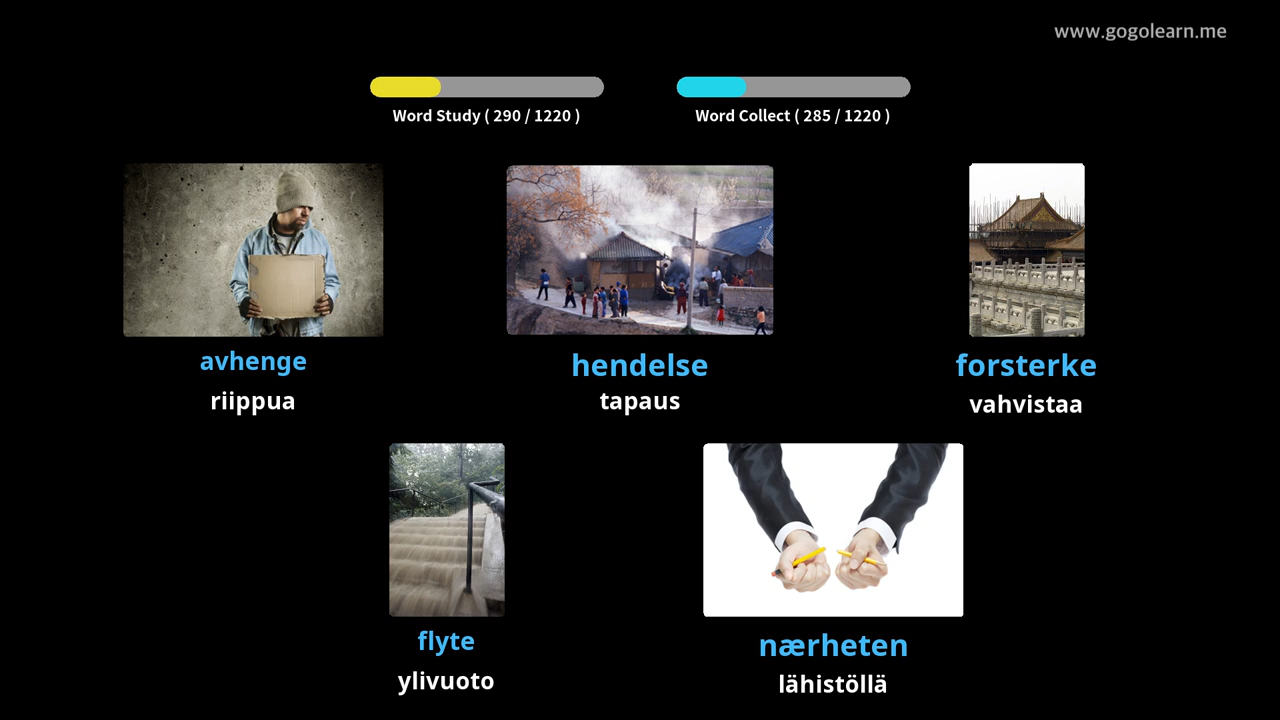 www.gogolearn.me
Word Study ( 290 / 1220 )
Word Collect ( 285 / 1220 )
avhenge
riippua
hendelse
tapaus
forsterke
vahvistaa
flyte
ylivuoto
nærheten
lähistöllä